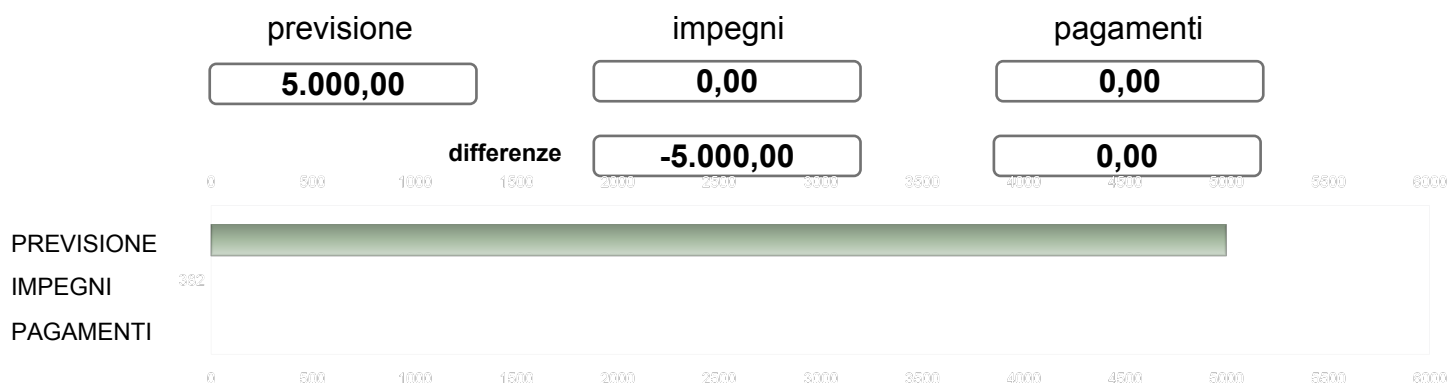 previsione impegni pagamenti
5.000,00 0,00 0,00
differenze -5.000,00 0,00
0 500 1000 1500 2000 2500 3000 3500 4000 4500 5000 5500 6000
PREVISIONE
382
IMPEGNI
PAGAMENTI
0 500 1000 1500 2000 2500 3000 3500 4000 4500 5000 5500 6000